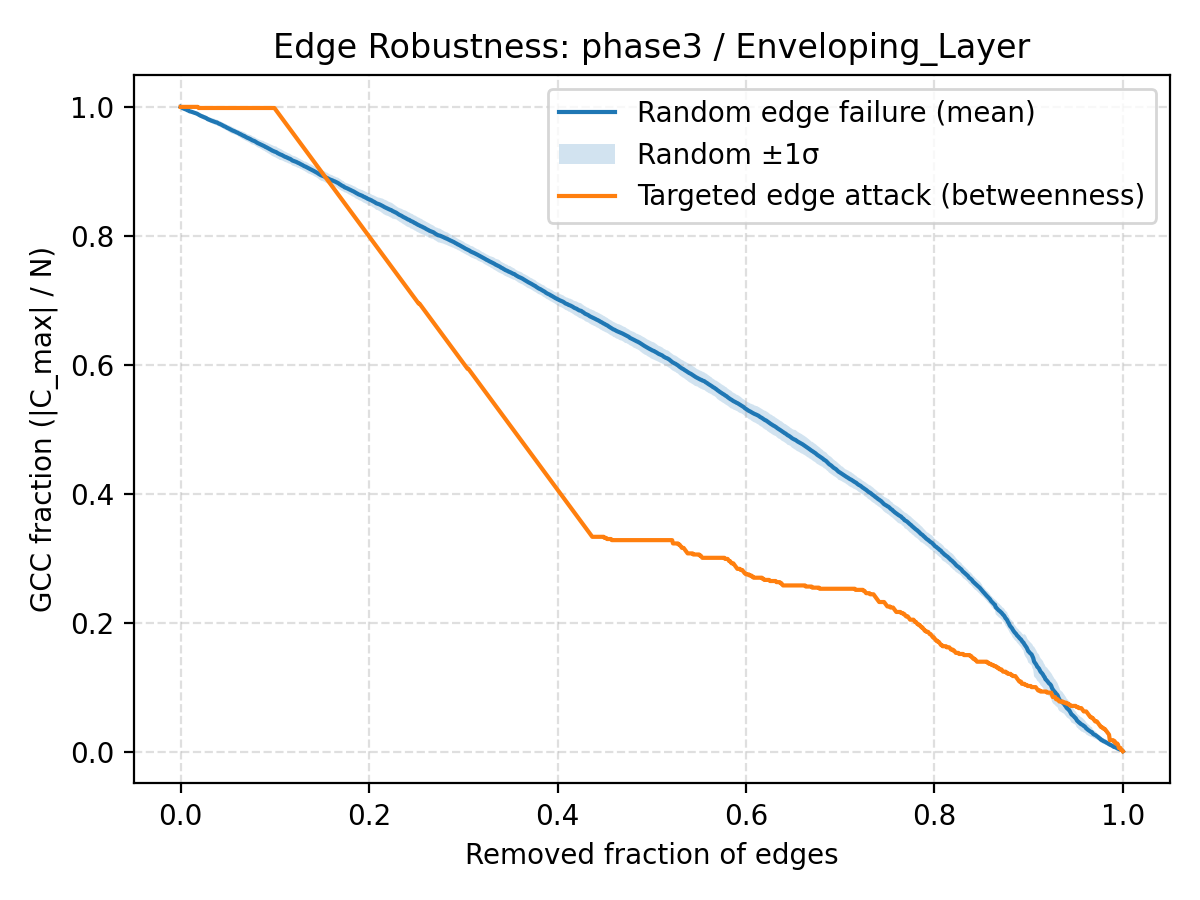 Edge Robustness: phase3 / Enveloping_Layer
Random edge failure (mean)
Random ±1σ
Targeted edge attack (betweenness)
GCC fraction (|C_max| / N)
1.0
0.8
0.6
0.4
0.2
0.0
0.0 0.2 0.4 0.6 0.8 1.0
Removed fraction of edges